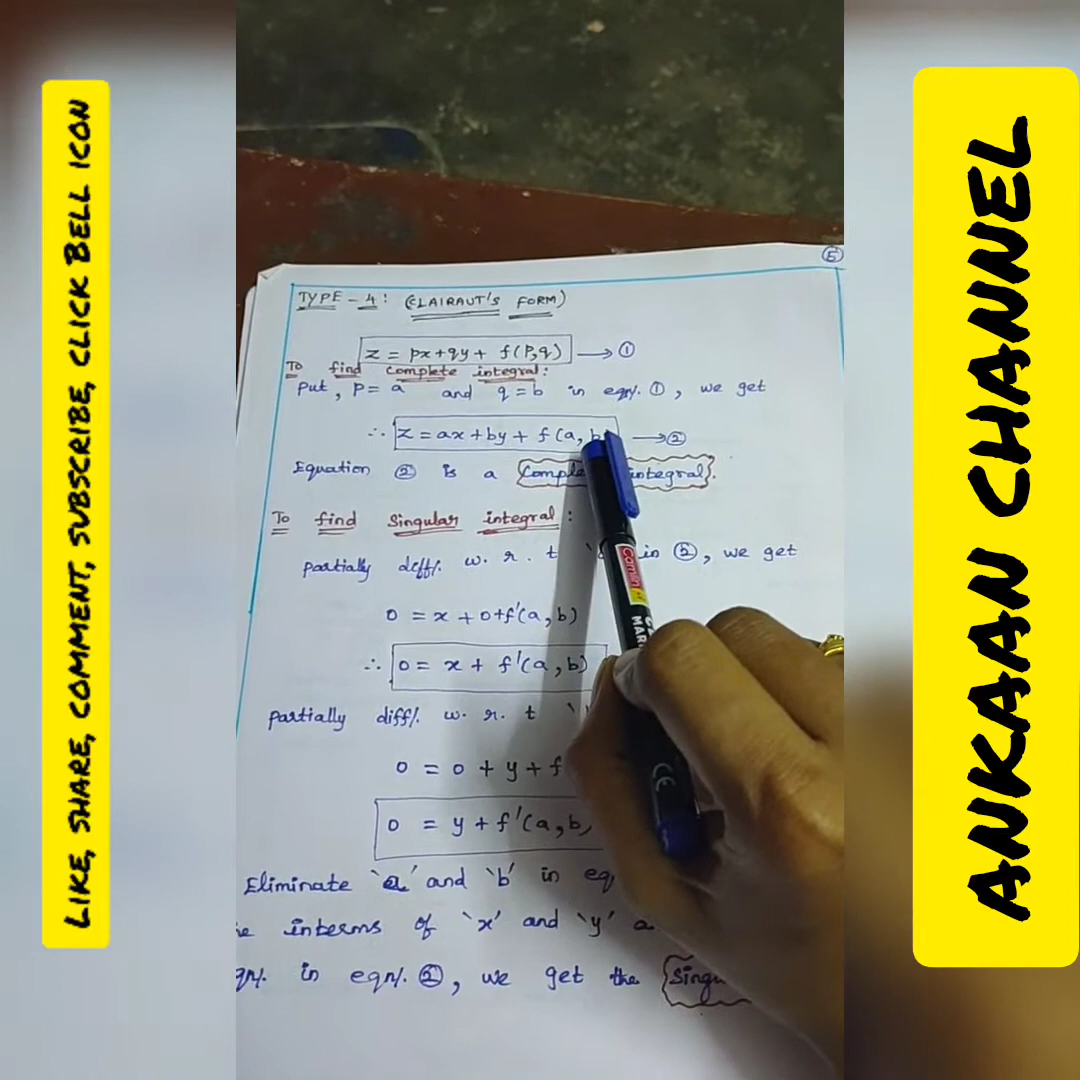 LIKE, SHARE, COMMENT, SUBSCRIBE, CLICK BELL ICON
5
TYPE - 4: (CLAIRAUT'S FORM)
z = px+qy+ f(p,q) → ①
To find complete integral:
Put, p= a and q = b in eqn. ①, we get
∴ z = ax+by+ f(a, b → ②
Equation ② is a integral.
To find Singular integral:
partially diff/. w. r. t in ②, we get
0 = x + 0+f'(a, b)
∴ 0 = x + f'(a, b)
partially diff/. w. r. t
0 = 0 + y + f
0 = y + f'(a, b)
Eliminate 'a' and 'b' in
interms of 'x' and 'y'
in eqn/. ②, we get the
Camlin
ANKAAN CHANNEL